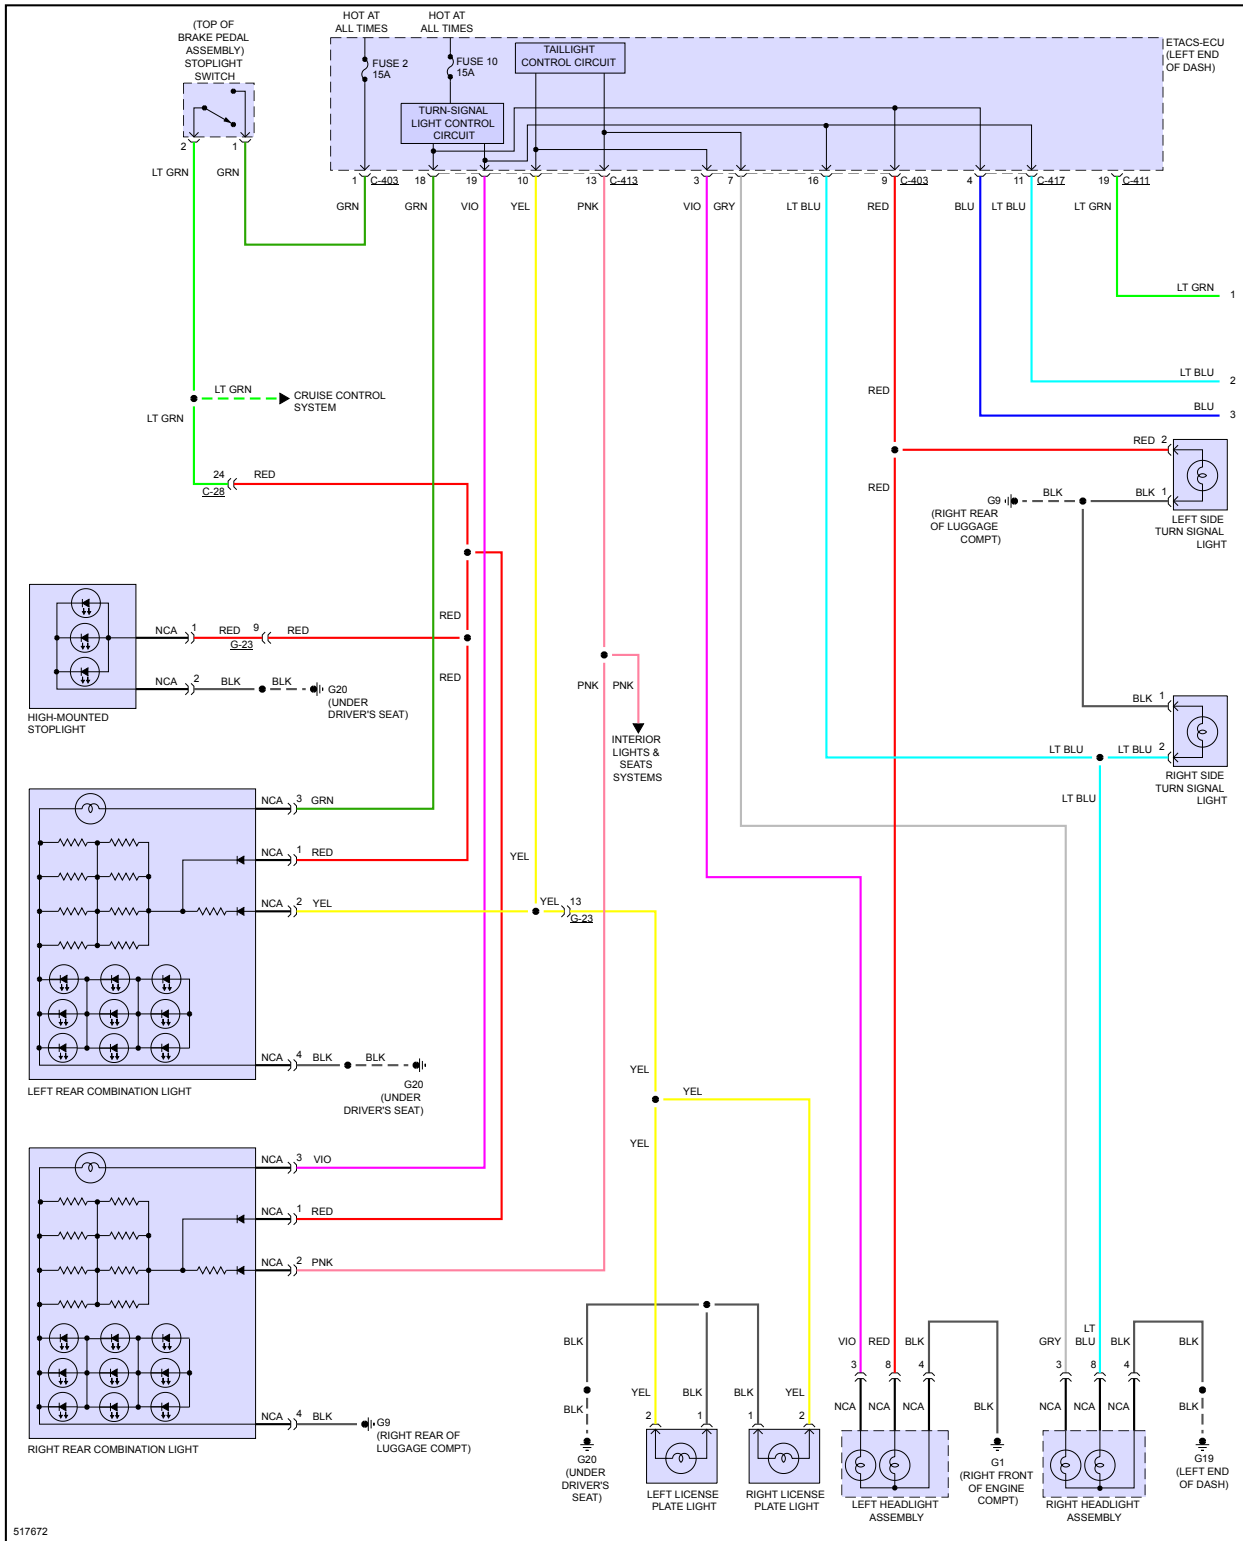 (TOP OF
BRAKE PEDAL
ASSEMBLY)
STOPLIGHT
SWITCH
HOT AT
ALL TIMES
HOT AT
ALL TIMES
FUSE 2
15A
FUSE 10
15A
TAILLIGHT
CONTROL CIRCUIT
TURN-SIGNAL
LIGHT CONTROL
CIRCUIT
ETACS-ECU
(LEFT END
OF DASH)
2
1
LT GRN
GRN
1 C-403
18
19
10
13 C-413
3
7
16
9 C-403
4
11 C-417
19 C-411
GRN
GRN
VIO
YEL
PNK
VIO
GRY
LT BLU
RED
BLU
LT BLU
LT GRN
LT GRN 1
LT BLU 2
BLU 3
LT GRN
CRUISE CONTROL
SYSTEM
LT GRN
RED
24
C-28
RED
RED
RED 2
BLK 1
LEFT SIDE
TURN SIGNAL
LIGHT
G9
(RIGHT REAR
OF LUGGAGE
COMPT)
BLK
NCA 1 RED 9 RED
G-23
RED
RED
NCA 2 BLK BLK
G20
(UNDER
DRIVER'S SEAT)
HIGH-MOUNTED
STOPLIGHT
PNK PNK
INTERIOR
LIGHTS &
SEATS
SYSTEMS
BLK 1
LT BLU
LT BLU 2
RIGHT SIDE
TURN SIGNAL
LIGHT
LT BLU
NCA 3 GRN
NCA 1 RED
NCA 2 YEL
YEL
YEL 13
G-23
NCA 4 BLK BLK
G20
(UNDER
DRIVER'S SEAT)
LEFT REAR COMBINATION LIGHT
YEL
YEL
YEL
NCA 3 VIO
NCA 1 RED
NCA 2 PNK
NCA 4 BLK
G9
(RIGHT REAR OF
LUGGAGE COMPT)
RIGHT REAR COMBINATION LIGHT
BLK
BLK
G20
(UNDER
DRIVER'S
SEAT)
YEL
BLK
BLK
YEL
2
1
1
2
LEFT LICENSE
PLATE LIGHT
RIGHT LICENSE
PLATE LIGHT
VIO
RED
BLK
3
8
4
NCA
NCA
NCA
LEFT HEADLIGHT
ASSEMBLY
BLK
G1
(RIGHT FRONT
OF ENGINE
COMPT)
GRY
LT
BLU
BLK
3
8
4
NCA
NCA
NCA
RIGHT HEADLIGHT
ASSEMBLY
BLK
BLK
G19
(LEFT END
OF DASH)
517672